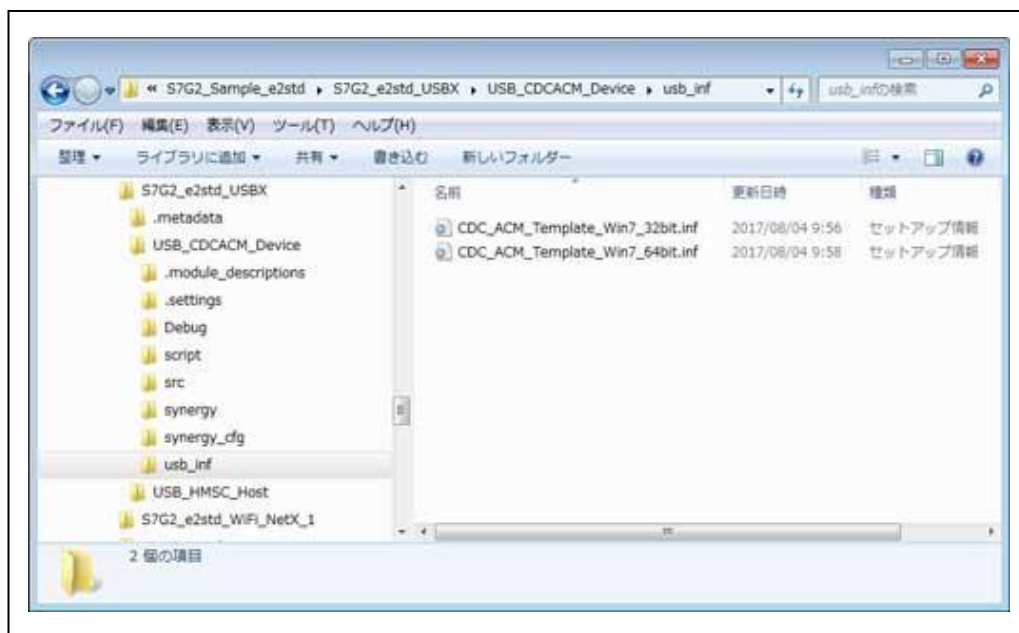 « S7G2_Sample_e2std ▸ S7G2_e2std_USBX ▸ USB_CDCACM_Device ▸ usb_inf
usb_infの検索
ファイル(F) 編集(E) 表示(V) ツール(T) ヘルプ(H)
整理 ▾ ライブラリに追加 ▾ 共有 ▾ 書き込む 新しいフォルダー
S7G2_e2std_USBX
.metadata
USB_CDCACM_Device
.module_descriptions
.settings
Debug
script
src
synergy
synergy_cfg
usb_inf
USB_HMSC_Host
S7G2_e2std_WiFi_NetX_1
名前 更新日時 種類
CDC_ACM_Template_Win7_32bit.inf 2017/08/04 9:56 セットアップ情報
CDC_ACM_Template_Win7_64bit.inf 2017/08/04 9:58 セットアップ情報
2 個の項目